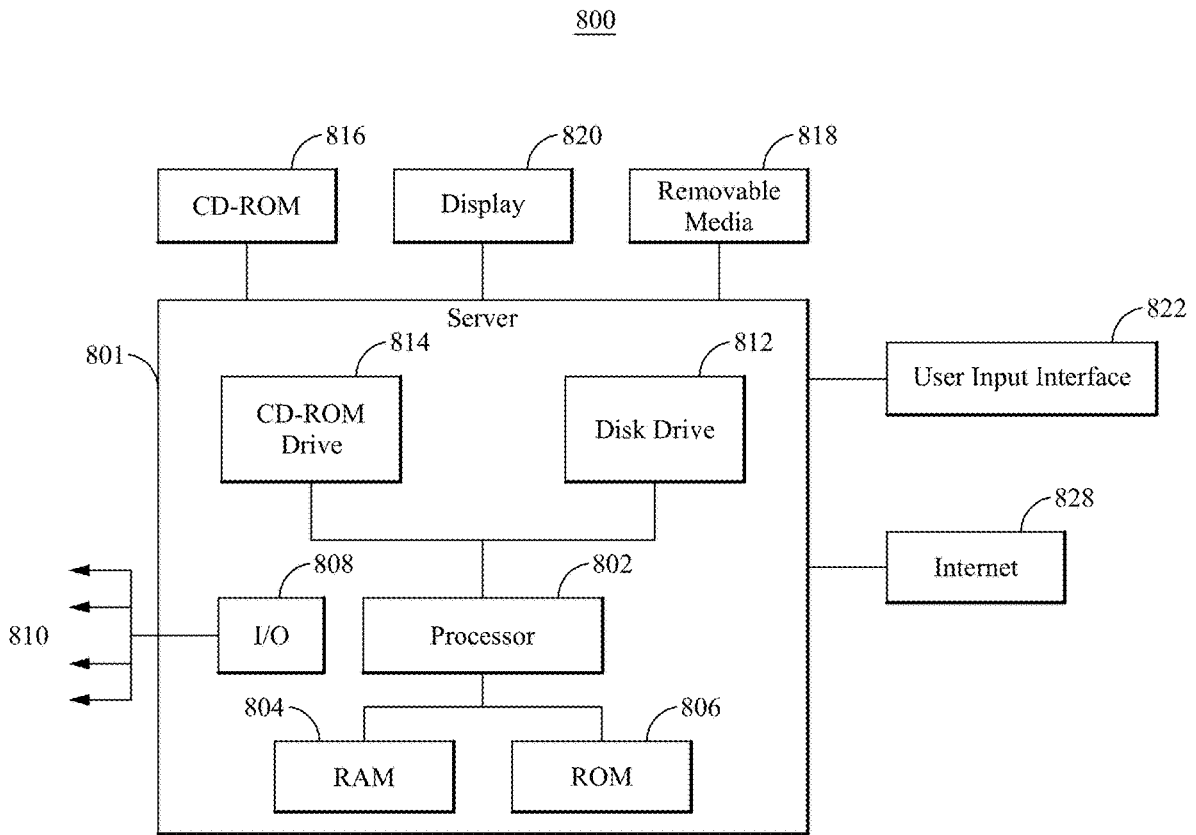 800
816
820
818
CD-ROM
Display
Removable
Media
Server
822
801
814
812
User Input Interface
CD-ROM
Drive
Disk Drive
828
808
802
Internet
810
I/O
Processor
804
806
RAM
ROM